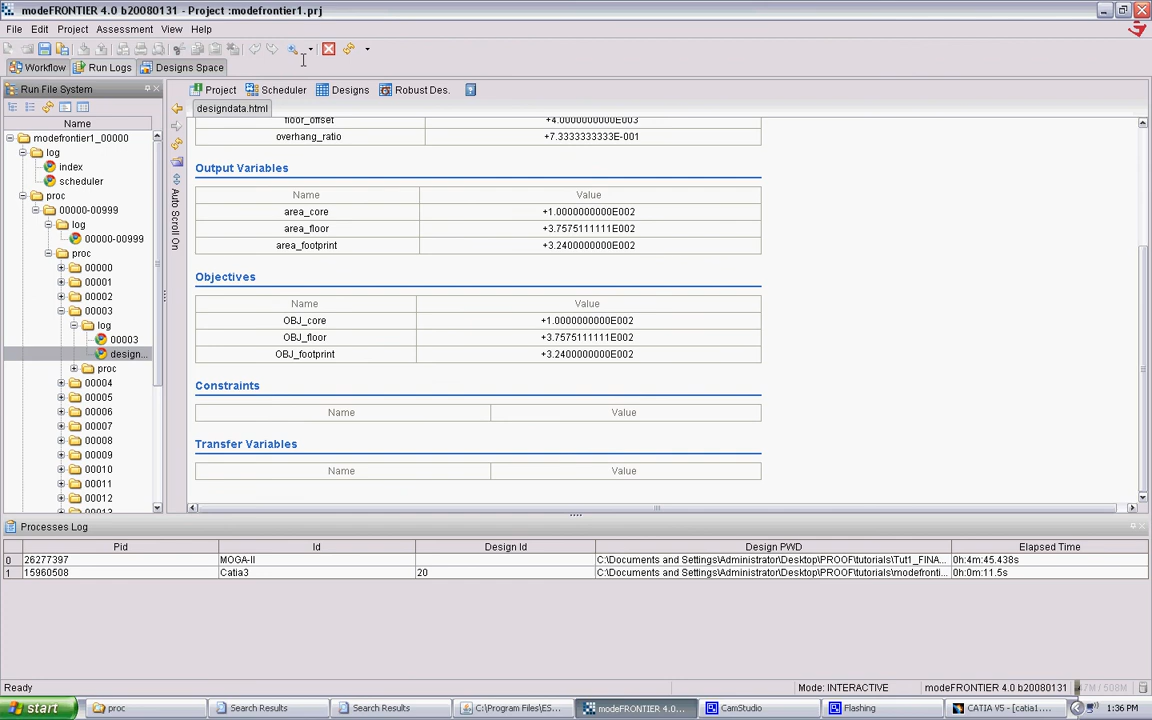 modeFRONTIER 4.0 b20080131 - Project :modefrontier1.prj
File Edit Project Assessment View Help
Workflow Run Logs Designs Space
Run File System
Name
modefrontier1_00000
log
index
scheduler
proc
00000-00999
log
00000-00999
proc
00000
00001
00002
00003
log
00003
design...
proc
00004
00005
00006
00007
00008
00009
00010
00011
00012
Auto Scroll On
Project Scheduler Designs Robust Des.
designdata.html
floor_offset +4.0000000000E003
overhang_ratio +7.3333333333E-001
Output Variables
Name Value
area_core +1.0000000000E002
area_floor +3.7575111111E002
area_footprint +3.2400000000E002
Objectives
Name Value
OBJ_core +1.0000000000E002
OBJ_floor +3.7575111111E002
OBJ_footprint +3.2400000000E002
Constraints
Name Value
Transfer Variables
Name Value
Processes Log
Pid Id Design Id Design PWD Elapsed Time
0 26277397 MOGA-II C:\Documents and Settings\Administrator\Desktop\PROOF\tutorials\Tut1_FINA... 0h:4m:45.438s
1 15960508 Catia3 20 C:\Documents and Settings\Administrator\Desktop\PROOF\tutorials\modefronti... 0h:0m:11.5s
Ready Mode: INTERACTIVE modeFRONTIER 4.0 b20080131
start proc Search Results Search Results C:\Program Files\ES... modeFRONTIER 4.0... CamStudio Flashing CATIA V5 - [catia1.... 1:36 PM